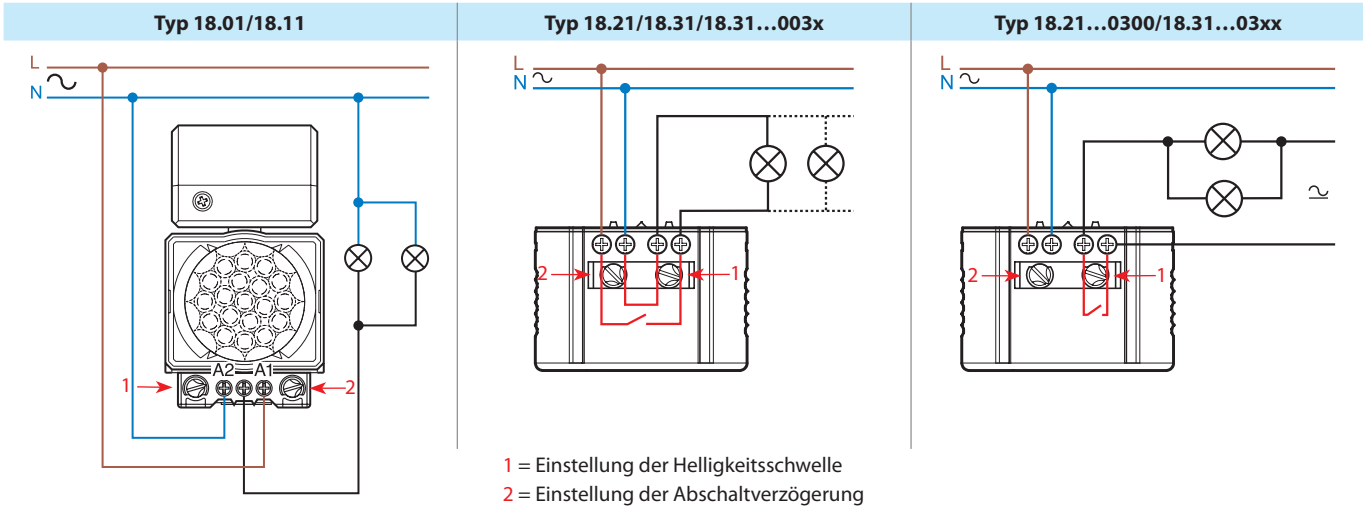 Typ 18.01/18.11
Typ 18.21/18.31/18.31…003x
Typ 18.21…0300/18.31…03xx
L
N
A2
A1
1
2
L
N
2
1
L
N
2
1
1 = Einstellung der Helligkeitsschwelle
2 = Einstellung der Abschaltverzögerung